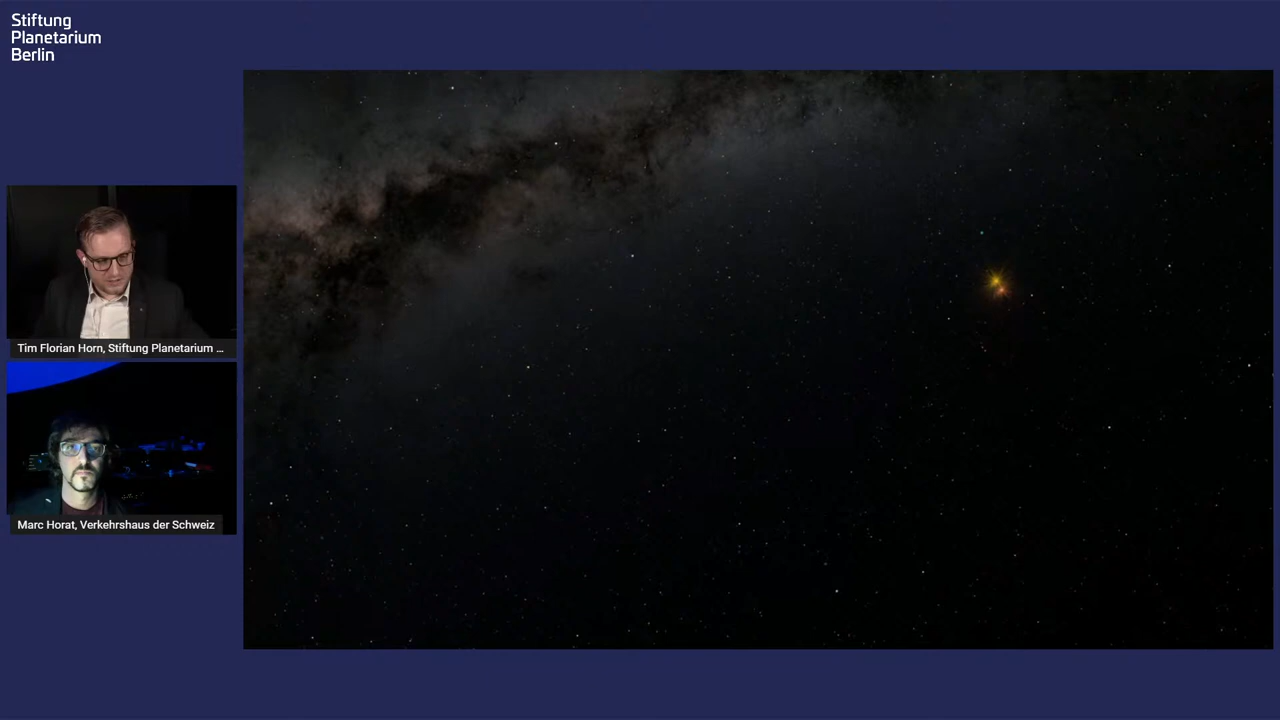 Stiftung
Planetarium
Berlin
Tim Florian Horn, Stiftung Planetarium ...
Marc Horat, Verkehrshaus der Schweiz